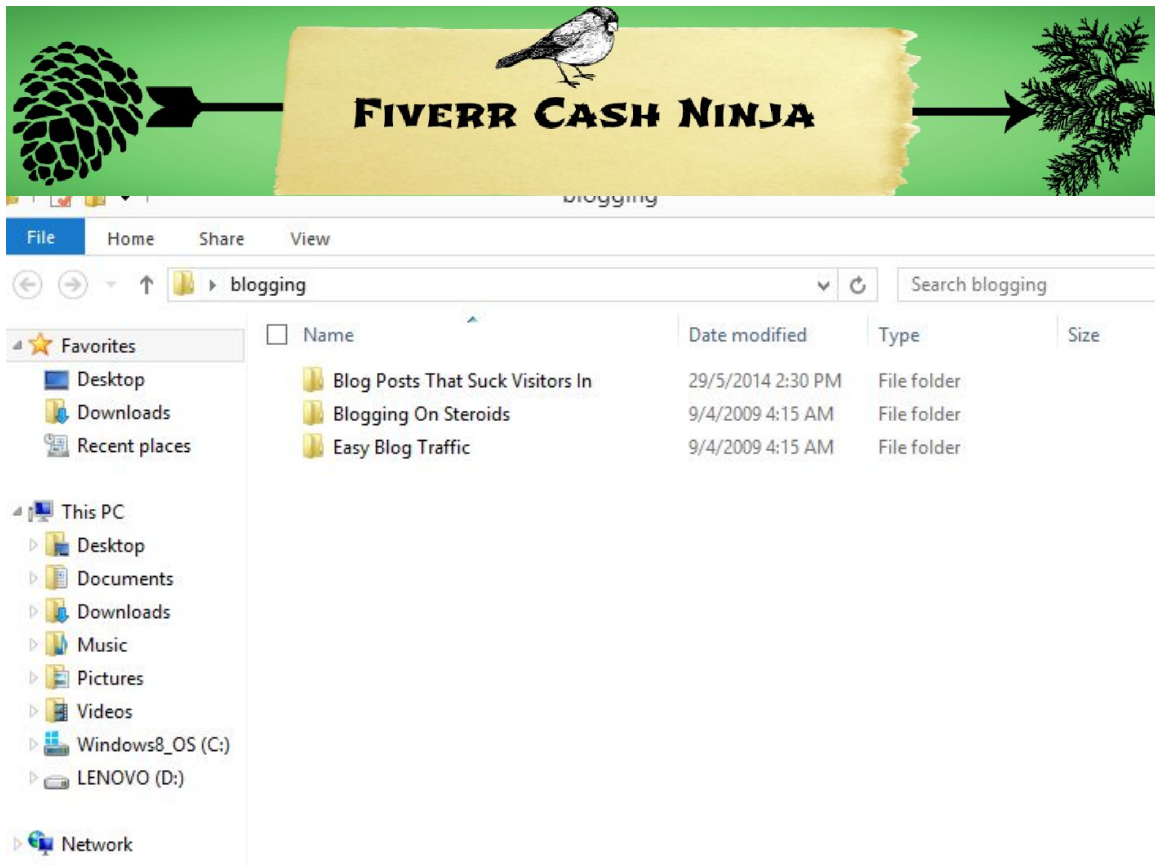 Fiverr Cash Ninja
blogging
File Home Share View
blogging Search blogging
Name Date modified Type Size
Favorites
Desktop
Downloads
Recent places
Blog Posts That Suck Visitors In 29/5/2014 2:30 PM File folder
Blogging On Steroids 9/4/2009 4:15 AM File folder
Easy Blog Traffic 9/4/2009 4:15 AM File folder
This PC
Desktop
Documents
Downloads
Music
Pictures
Videos
Windows8_OS (C:)
LENOVO (D:)
Network